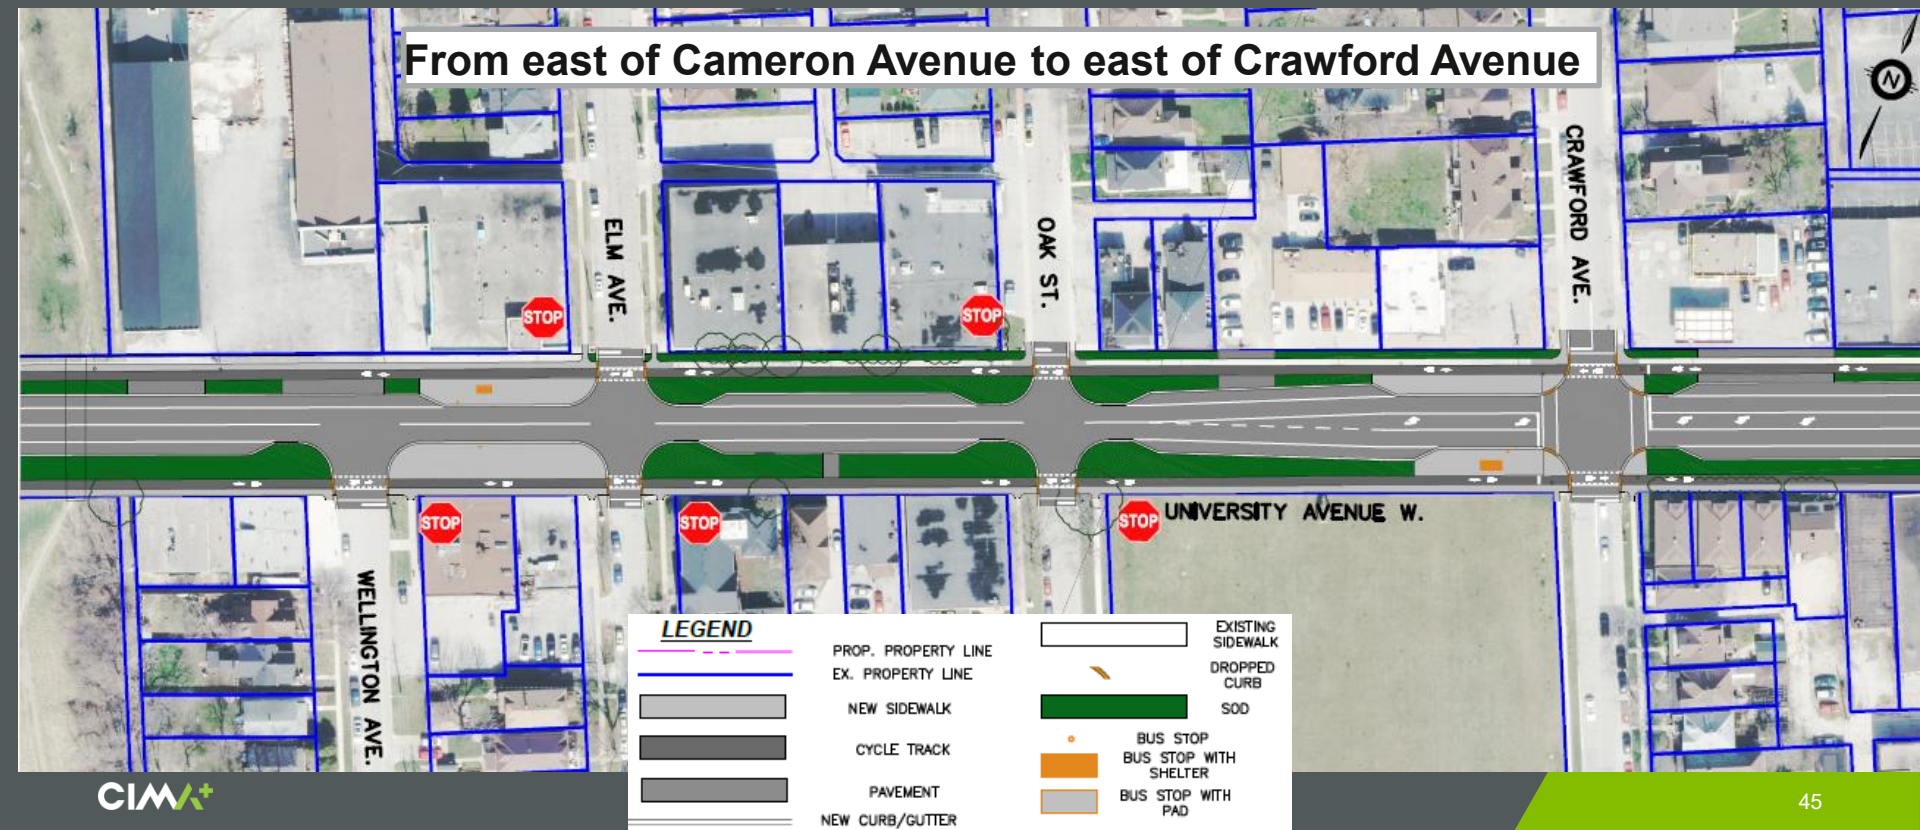 From east of Cameron Avenue to east of Crawford Avenue
N
CRAWFORD AVE.
ELM AVE.
OAK ST.
STOP
STOP
STOP
STOP
STOP
UNIVERSITY AVENUE W.
WELLINGTON AVE.
LEGEND
PROP. PROPERTY LINE
EX. PROPERTY LINE
NEW SIDEWALK
CYCLE TRACK
PAVEMENT
NEW CURB/GUTTER
EXISTING
SIDEWALK
DROPPED
CURB
SOD
BUS STOP
BUS STOP WITH
SHELTER
BUS STOP WITH
PAD
CIMA+
45